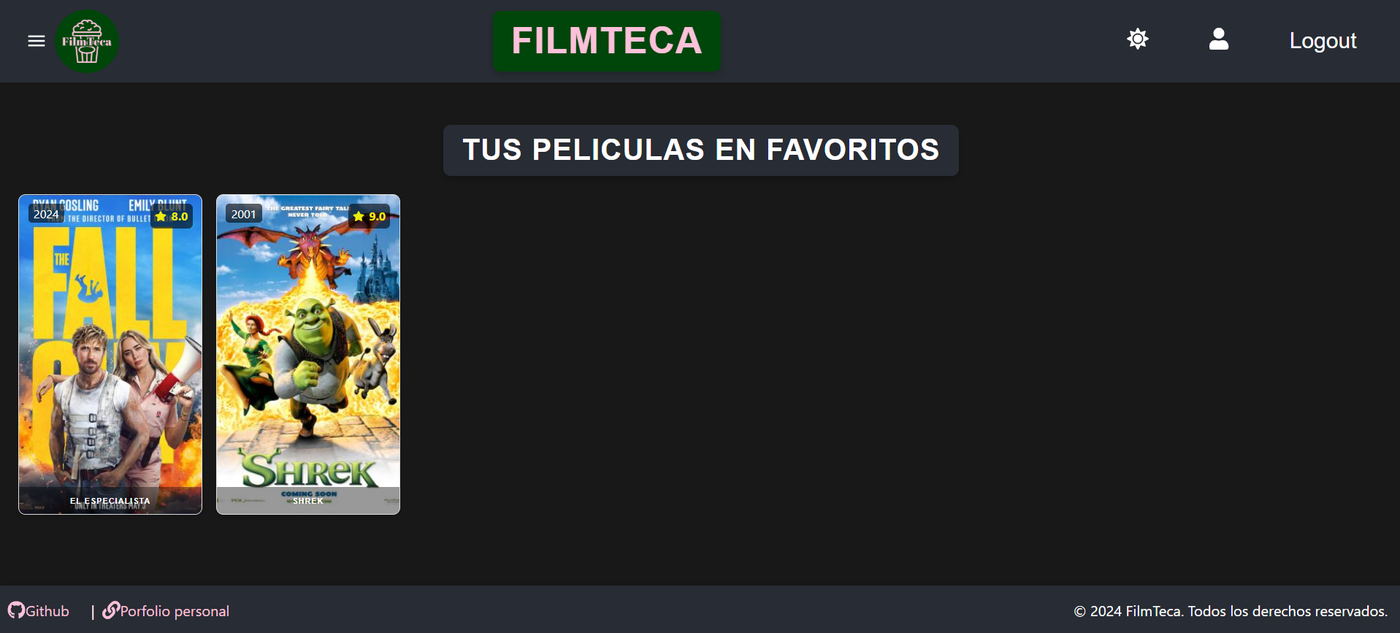 FilmTeca
FILMTECA
Logout
TUS PELICULAS EN FAVORITOS
2024
8.0
RYAN GOSLING EMILY BLUNT
THE DIRECTOR OF BULLET
THE
FALL
GUY
EL ESPECIALISTA
ONLY IN THEATERS MAY 3
2001
9.0
THE GREATEST FAIRY TALE
NEVER TOLD
SHREK
COMING SOON
SHREK
Github
|
Porfolio personal
© 2024 FilmTeca. Todos los derechos reservados.